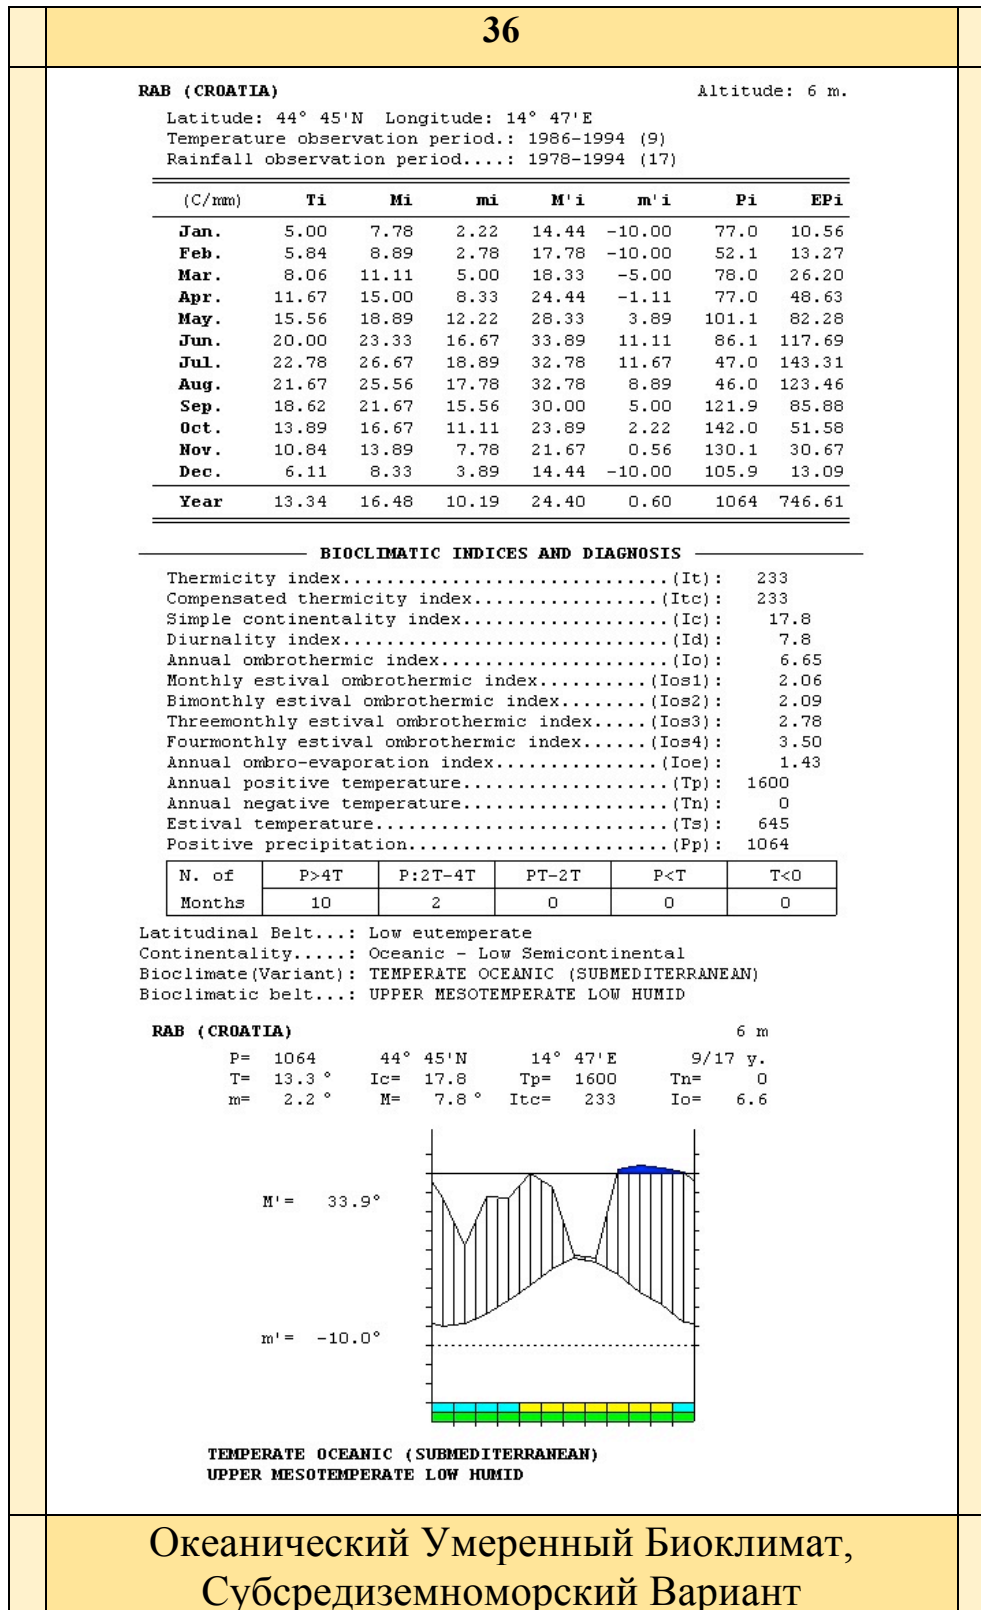 36
RAB (CROATIA) Altitude: 6 m.
Latitude: 44° 45'N Longitude: 14° 47'E
Temperature observation period.: 1986-1994 (9)
Rainfall observation period....: 1978-1994 (17)
(C/mm) Ti Mi mi M'i m'i Pi EPi
Jan. 5.00 7.78 2.22 14.44 -10.00 77.0 10.56
Feb. 5.84 8.89 2.78 17.78 -10.00 52.1 13.27
Mar. 8.06 11.11 5.00 18.33 -5.00 78.0 26.20
Apr. 11.67 15.00 8.33 24.44 -1.11 77.0 48.63
May. 15.56 18.89 12.22 28.33 3.89 101.1 82.28
Jun. 20.00 23.33 16.67 33.89 11.11 86.1 117.69
Jul. 22.78 26.67 18.89 32.78 11.67 47.0 143.31
Aug. 21.67 25.56 17.78 32.78 8.89 46.0 123.46
Sep. 18.62 21.67 15.56 30.00 5.00 121.9 85.88
Oct. 13.89 16.67 11.11 23.89 2.22 142.0 51.58
Nov. 10.84 13.89 7.78 21.67 0.56 130.1 30.67
Dec. 6.11 8.33 3.89 14.44 -10.00 105.9 13.09
Year 13.34 16.48 10.19 24.40 0.60 1064 746.61
BIOCLIMATIC INDICES AND DIAGNOSIS
Thermicity index..............................(It): 233
Compensated thermicity index.................(Itc): 233
Simple continentality index...................(Ic): 17.8
Diurnality index..............................(Id): 7.8
Annual ombrothermic index.....................(Io): 6.65
Monthly estival ombrothermic index..........(Ios1): 2.06
Bimonthly estival ombrothermic index........(Ios2): 2.09
Threemonthly estival ombrothermic index.....(Ios3): 2.78
Fourmonthly estival ombrothermic index......(Ios4): 3.50
Annual ombro-evaporation index...............(Ioe): 1.43
Annual positive temperature...................(Tp): 1600
Annual negative temperature...................(Tn): 0
Estival temperature...........................(Ts): 645
Positive precipitation........................(Pp): 1064
N. of P>4T P:2T-4T PT-2T P<T T<0
Months 10 2 0 0 0
Latitudinal Belt...: Low eutemperate
Continentality.....: Oceanic - Low Semicontinental
Bioclimate(Variant): TEMPERATE OCEANIC (SUBMEDITERRANEAN)
Bioclimatic belt...: UPPER MESOTEMPERATE LOW HUMID
RAB (CROATIA) 6 m
P= 1064 44° 45'N 14° 47'E 9/17 y.
T= 13.3° Ic= 17.8 Tp= 1600 Tn= 0
m= 2.2° M= 7.8° Itc= 233 Io= 6.6
M'= 33.9°
m'= -10.0°
TEMPERATE OCEANIC (SUBMEDITERRANEAN)
UPPER MESOTEMPERATE LOW HUMID
Океанический Умеренный Биоклимат,
Субсредиземноморский Вариант